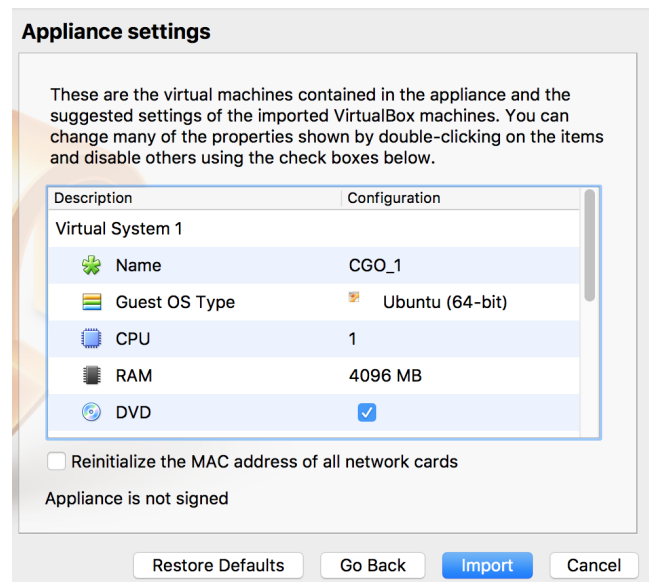 Appliance settings
These are the virtual machines contained in the appliance and the
suggested settings of the imported VirtualBox machines. You can
change many of the properties shown by double-clicking on the items
and disable others using the check boxes below.
Description Configuration
Virtual System 1
Name CGO_1
Guest OS Type Ubuntu (64-bit)
CPU 1
RAM 4096 MB
DVD
Reinitialize the MAC address of all network cards
Appliance is not signed
Restore Defaults Go Back Import Cancel